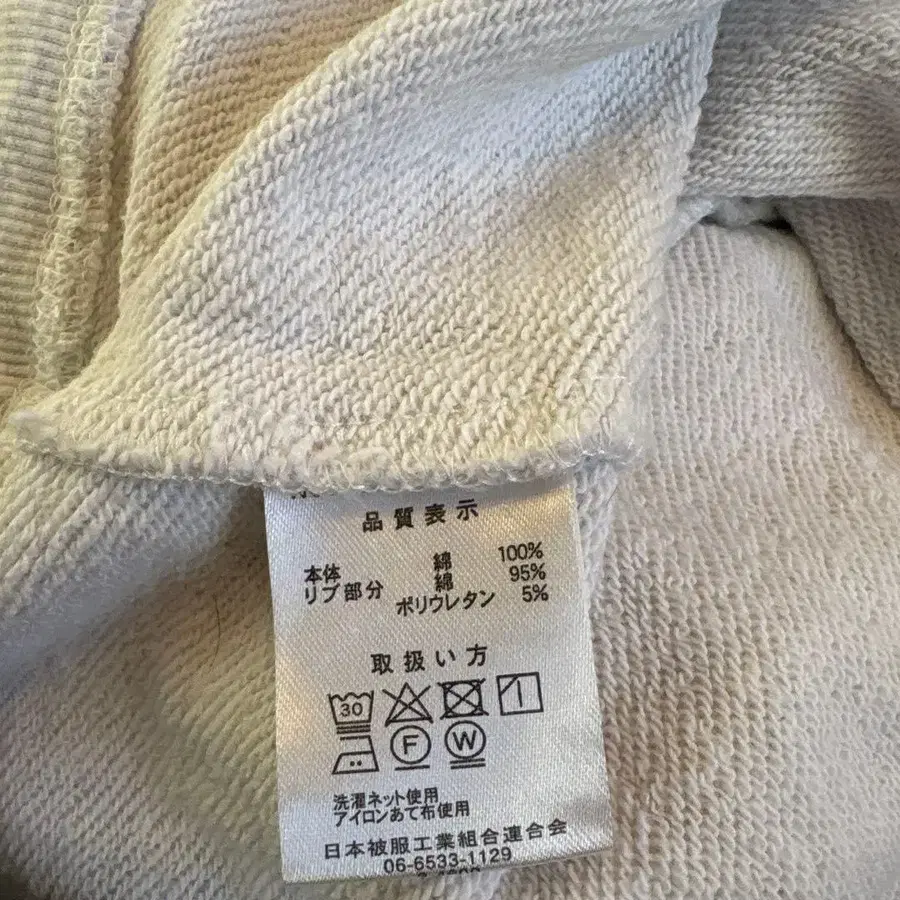 品質表示
本体 綿 100%
リブ部分 綿 95%
ポリウレタン 5%
取扱い方
30
F W
洗濯ネット使用
アイロンあて布使用
日本被服工業組合連合会
06-6533-1129